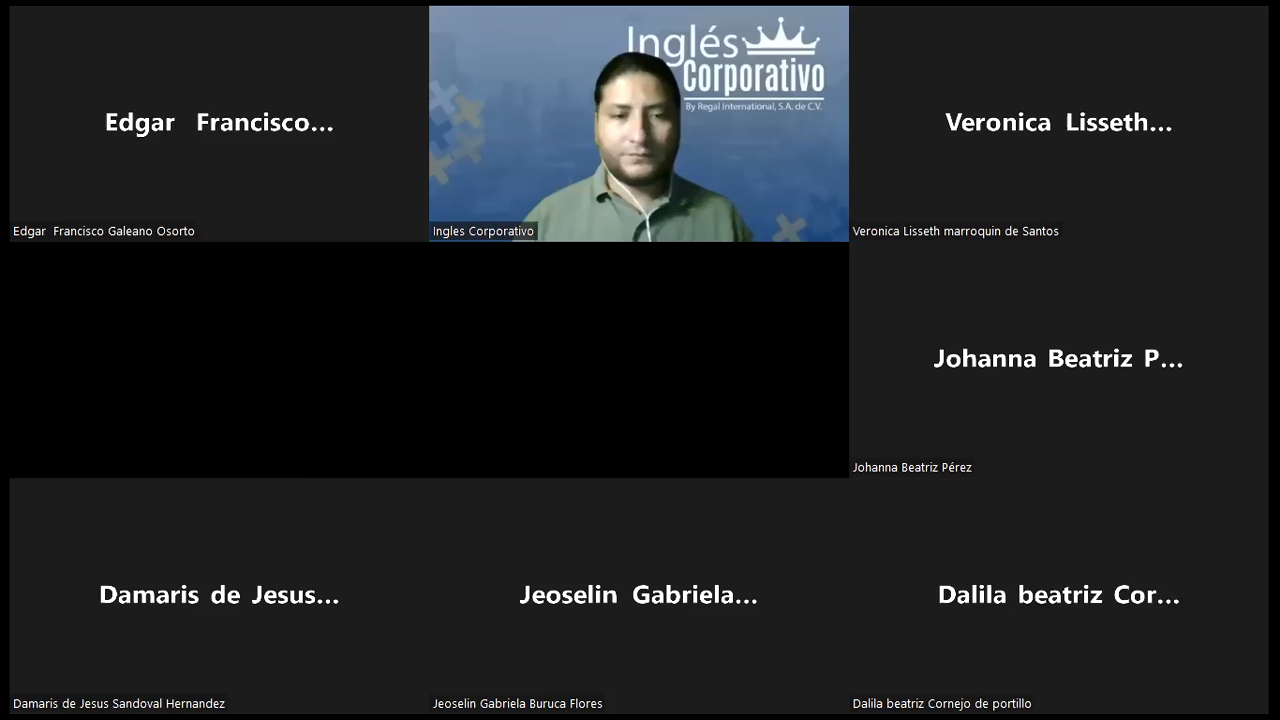 Edgar Francisco...
Edgar Francisco Galeano Osorto
Inglés
Corporativo
By Regal International, S.A. de C.V.
Ingles Corporativo
Veronica Lisseth...
Veronica Lisseth marroquin de Santos
Johanna Beatriz P...
Johanna Beatriz Pérez
Damaris de Jesus...
Damaris de Jesus Sandoval Hernandez
Jeoselin Gabriela...
Jeoselin Gabriela Buruca Flores
Dalila beatriz Cor...
Dalila beatriz Cornejo de portillo